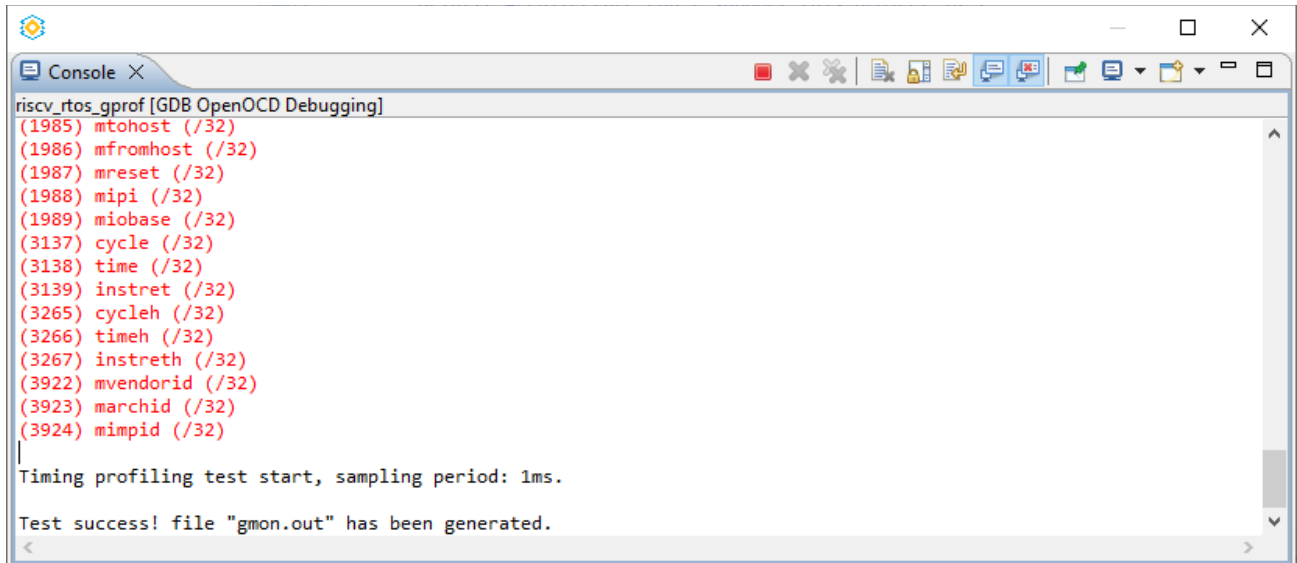 Console
riscv_rtos_gprof [GDB OpenOCD Debugging]
(1985) mtohost (/32)
(1986) mfromhost (/32)
(1987) mreset (/32)
(1988) mipi (/32)
(1989) miobase (/32)
(3137) cycle (/32)
(3138) time (/32)
(3139) instret (/32)
(3265) cycleh (/32)
(3266) timeh (/32)
(3267) instreth (/32)
(3922) mvendorid (/32)
(3923) marchid (/32)
(3924) mimpid (/32)
Timing profiling test start, sampling period: 1ms.
Test success! file "gmon.out" has been generated.